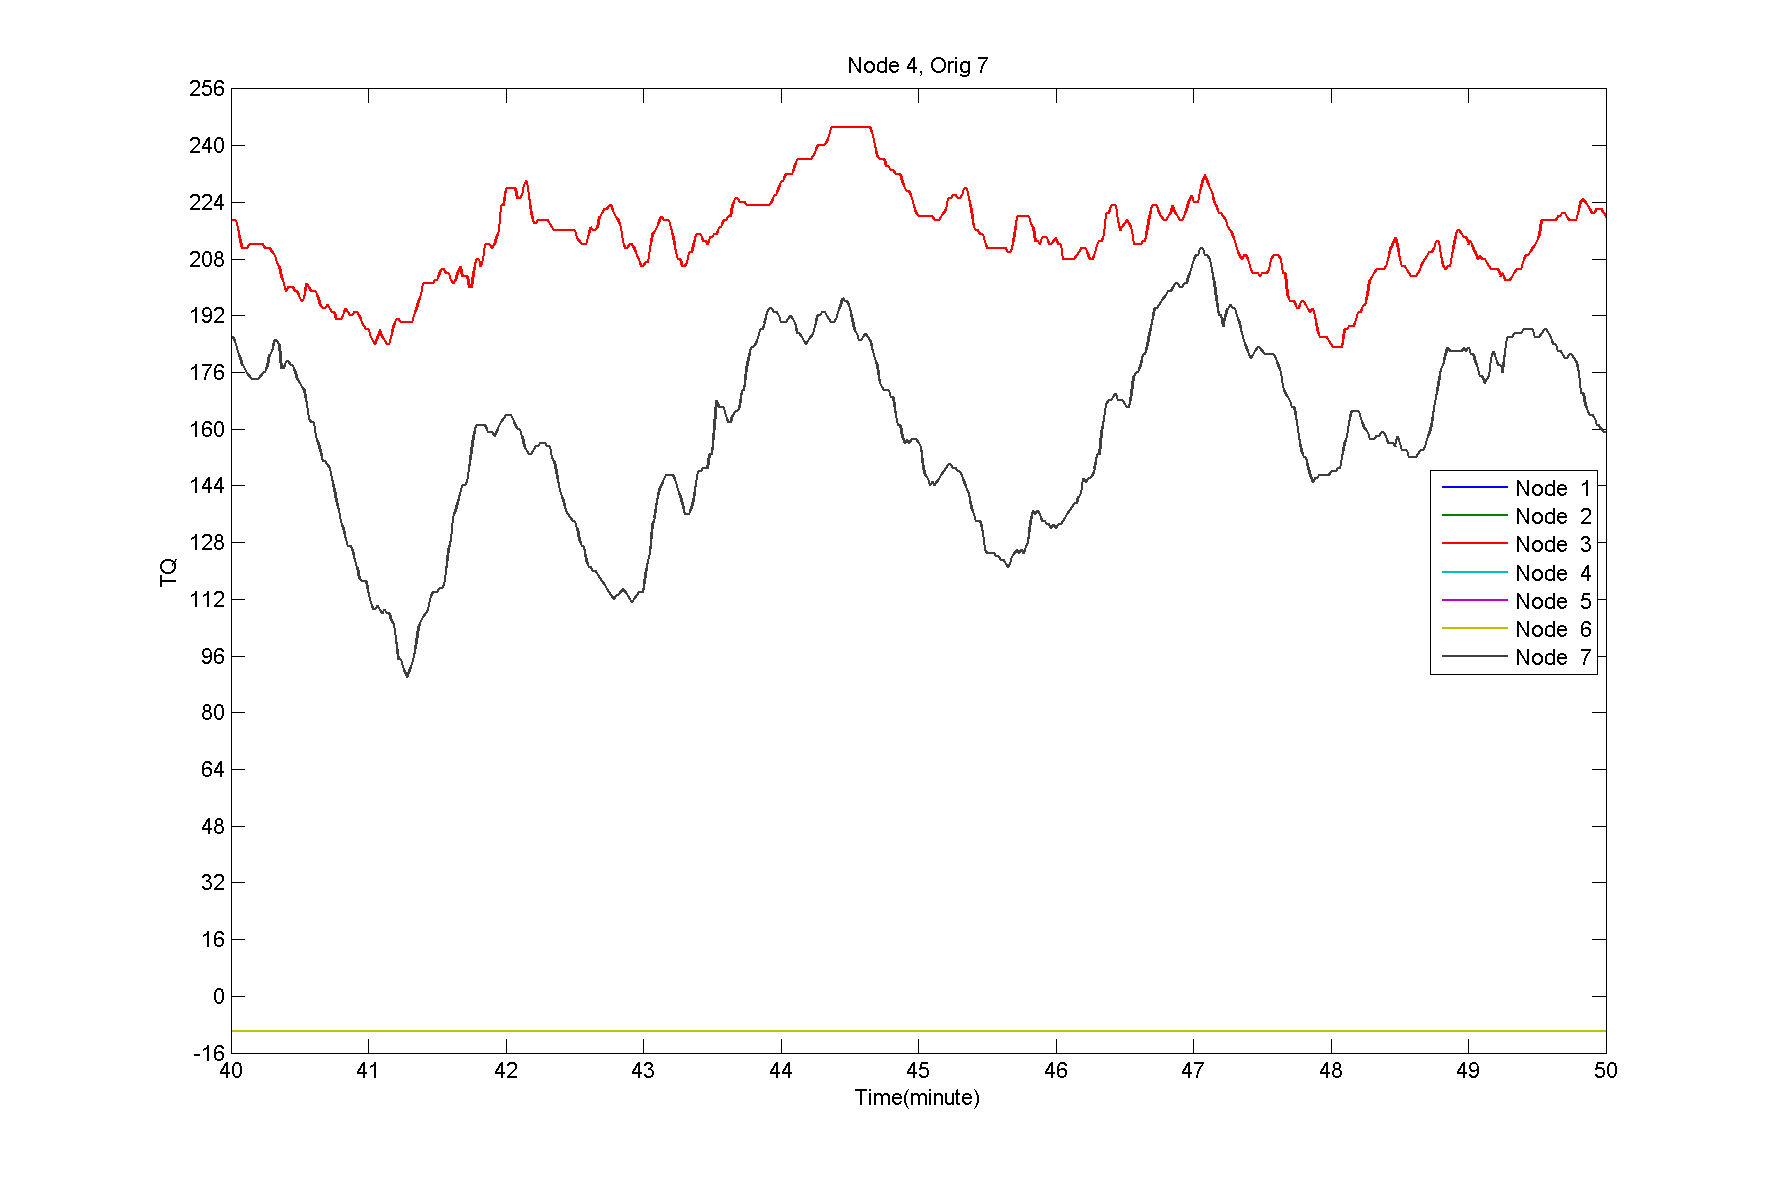 Node 4, Orig 7
256
240
224
208
192
176
160
144
128
112
96
80
64
48
32
16
0
-16
TQ
Node 1
Node 2
Node 3
Node 4
Node 5
Node 6
Node 7
40 41 42 43 44 45 46 47 48 49 50
Time(minute)